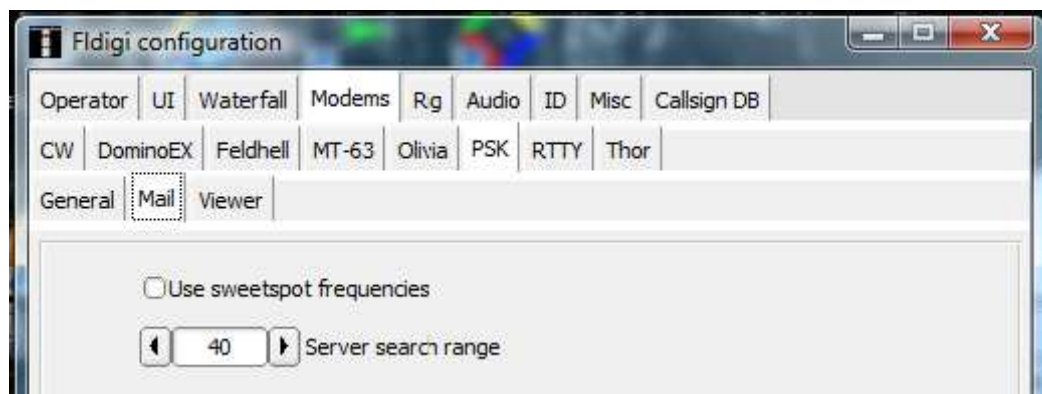 Fldigi configuration
Operator UI Waterfall Modems Rg Audio ID Misc Callsign DB
CW DominoEX Feldhell MT-63 Olivia PSK RTTY Thor
General Mail Viewer
Use sweetspot frequencies
40 Server search range